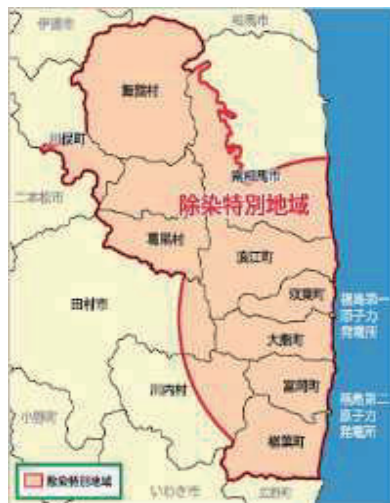 伊達市
相馬市
飯舘村
川俣町
南相馬市
二本松市
除染特別地域
葛尾村
浪江町
双葉町
福島第一
原子力
発電所
田村市
大熊町
富岡町
川内村
福島第二
原子力
発電所
小野町
楢葉町
除染特別地域
いわき市
広野町